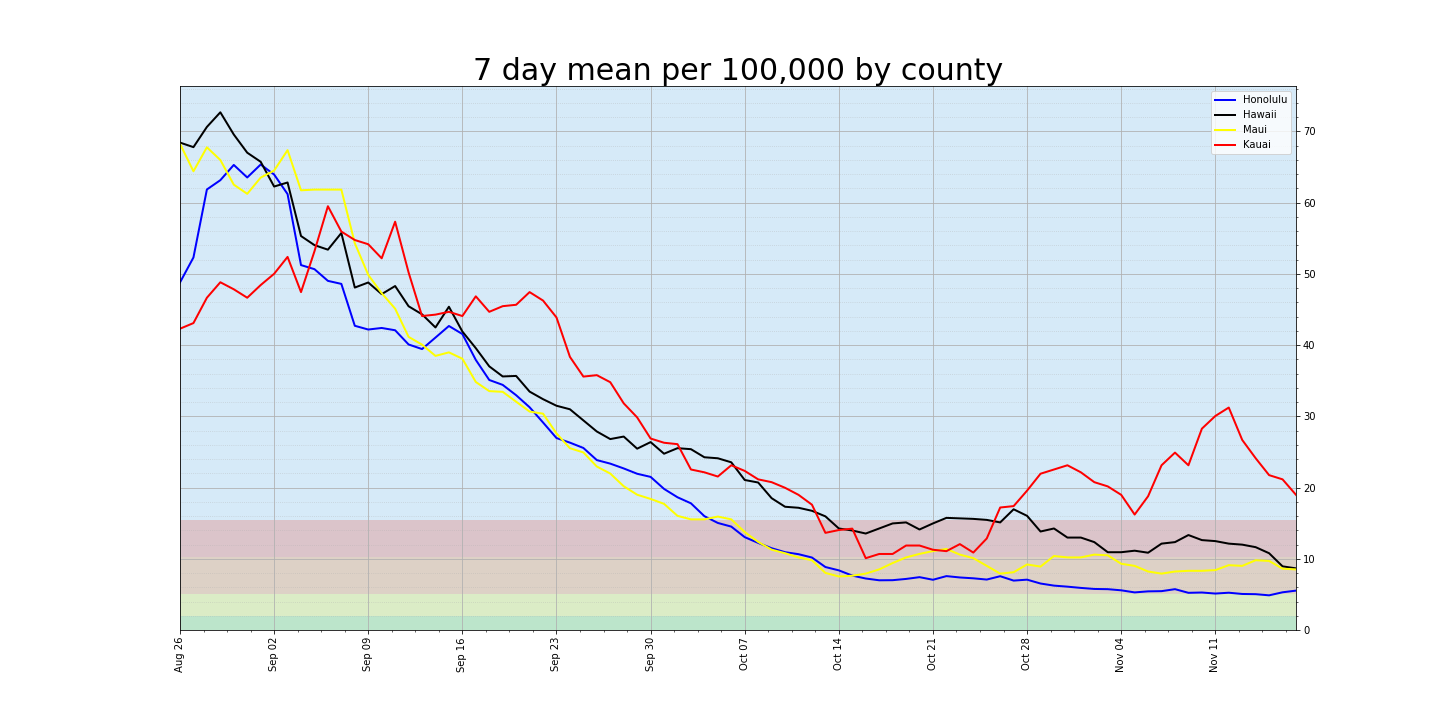 7 day mean per 100,000 by county
Honolulu
Hawaii
Maui
Kauai
70
60
50
40
30
20
10
0
Aug 26
Sep 02
Sep 09
Sep 16
Sep 23
Sep 30
Oct 07
Oct 14
Oct 21
Oct 28
Nov 04
Nov 11